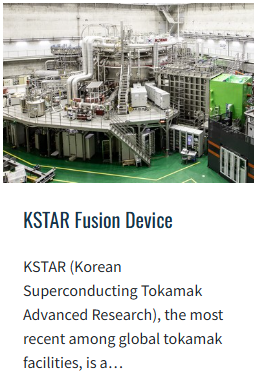 KSTAR Fusion Device
KSTAR (Korean
Superconducting Tokamak
Advanced Research), the most
recent among global tokamak
facilities, is a…